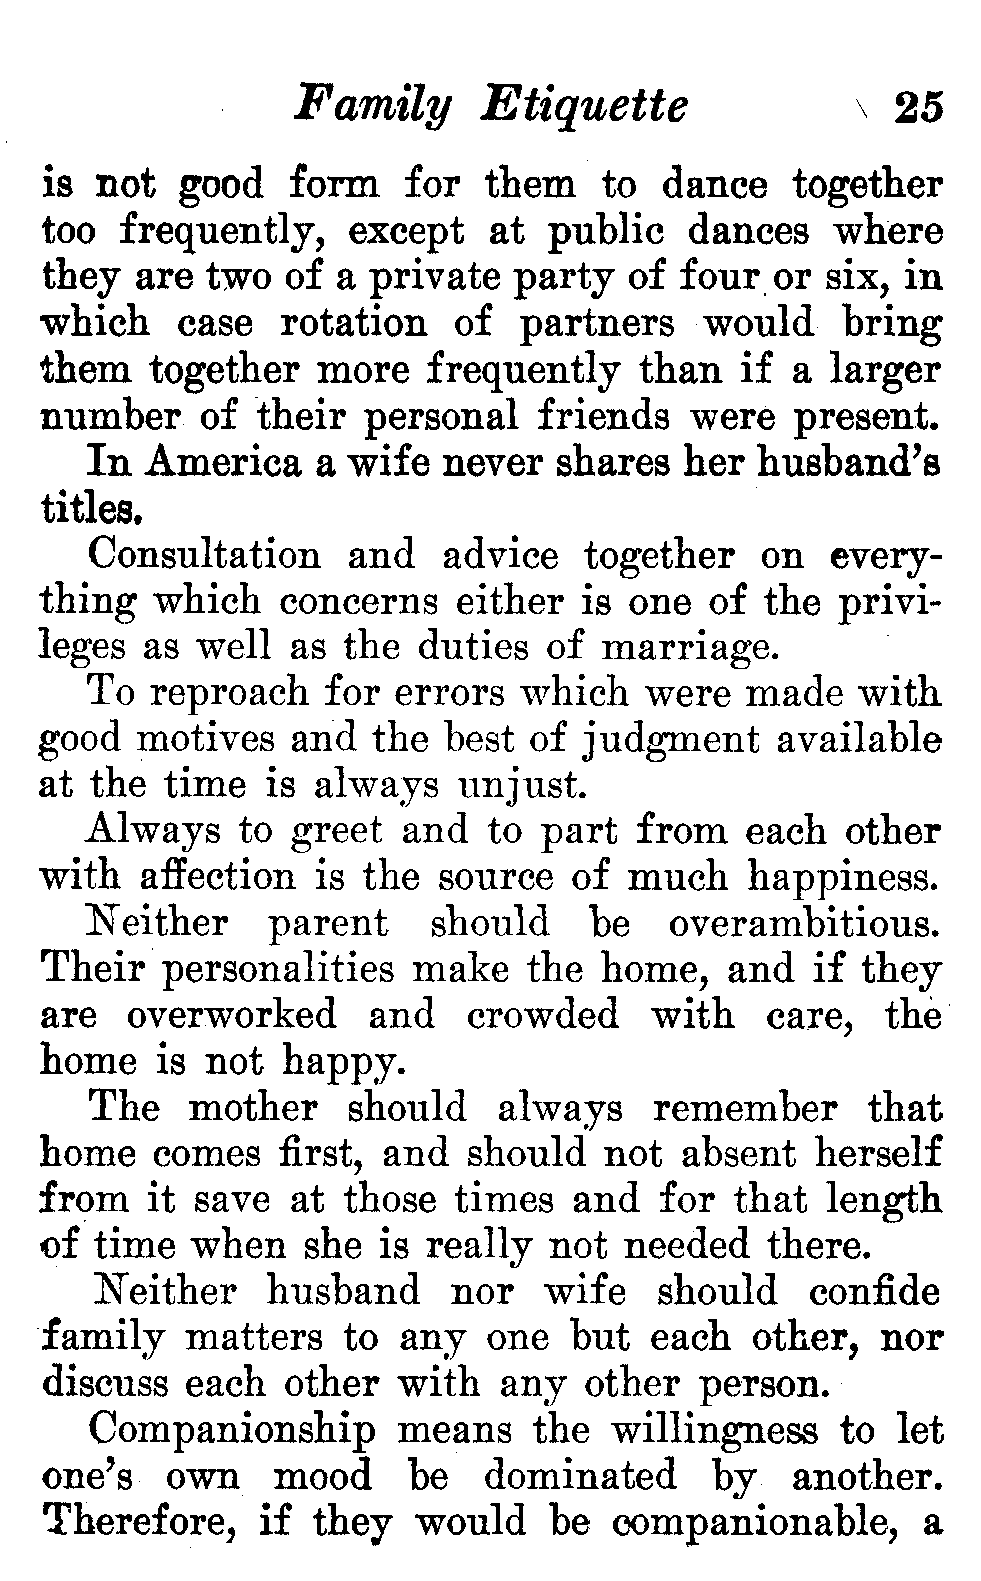 Family Etiquette 25
is not good form for them to dance together
too frequently, except at public dances where
they are two of a private party of four or six, in
which case rotation of partners would bring
them together more frequently than if a larger
number of their personal friends were present.
In America a wife never shares her husband's
titles.
Consultation and advice together on every-
thing which concerns either is one of the privi-
leges as well as the duties of marriage.
To reproach for errors which were made with
good motives and the best of judgment available
at the time is always unjust.
Always to greet and to part from each other
with affection is the source of much happiness.
Neither parent should be overambitious.
Their personalities make the home, and if they
are overworked and crowded with care, the
home is not happy.
The mother should always remember that
home comes first, and should not absent herself
from it save at those times and for that length
of time when she is really not needed there.
Neither husband nor wife should confide
family matters to any one but each other, nor
discuss each other with any other person.
Companionship means the willingness to let
one's own mood be dominated by another.
Therefore, if they would be companionable, a